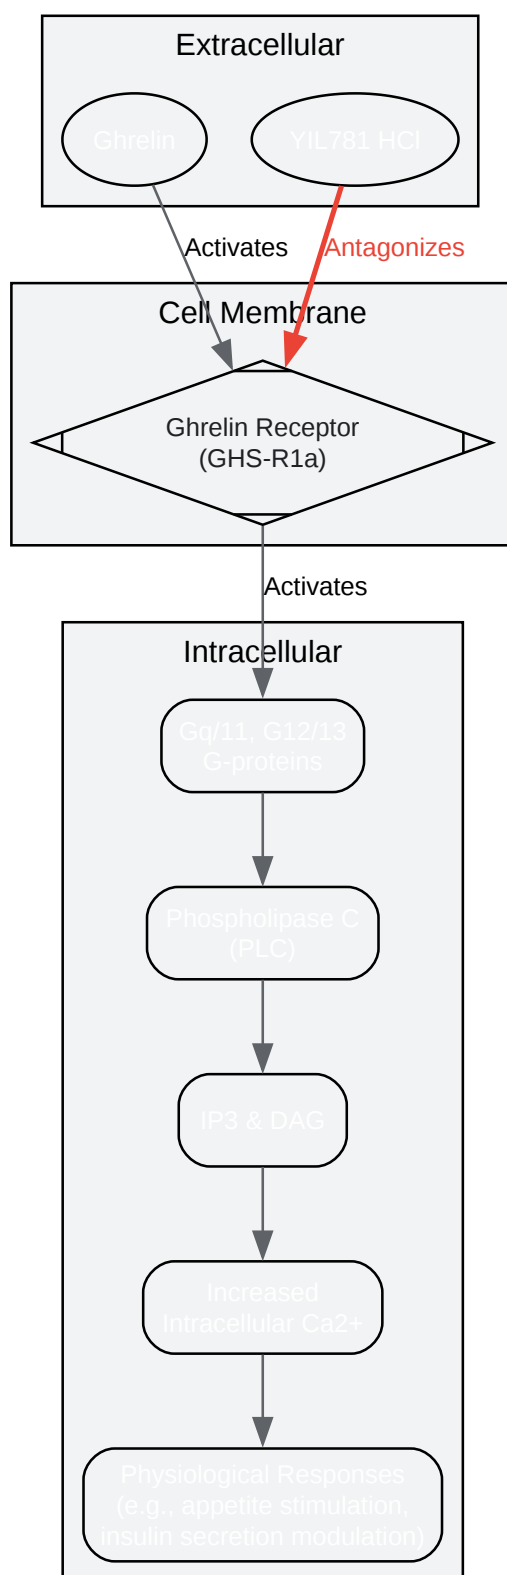 Extracellular
Ghrelin
YIL781 HCl
Activates
Antagonizes
Cell Membrane
Ghrelin Receptor
(GHS-R1a)
Activates
Intracellular
Gq/11, G12/13
G-proteins
Phospholipase C
(PLC)
IP3 & DAG
Increased
Intracellular Ca2+
Physiological Responses
(e.g., appetite stimulation,
insulin secretion modulation)